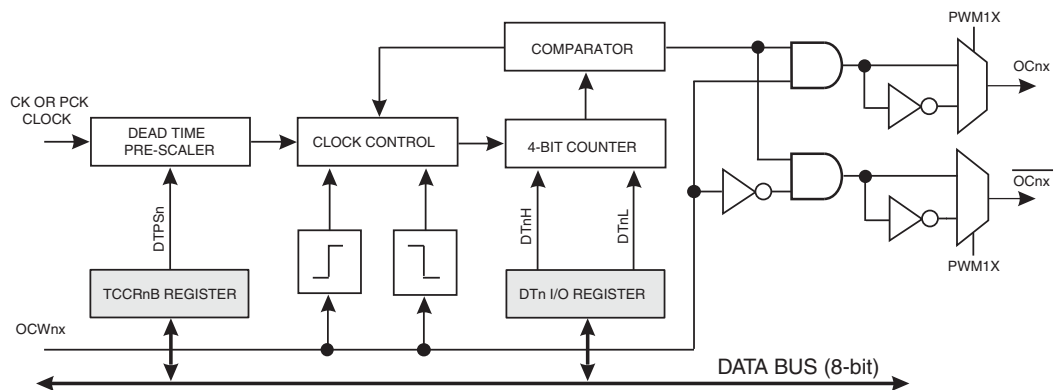 PWM1X
COMPARATOR
OCnx
CK OR PCK
CLOCK
DEAD TIME
PRE-SCALER
CLOCK CONTROL
4-BIT COUNTER
OCnx
DTPSn
DTnH
DTnL
PWM1X
TCCRnB REGISTER
DTn I/O REGISTER
OCWnx
DATA BUS (8-bit)